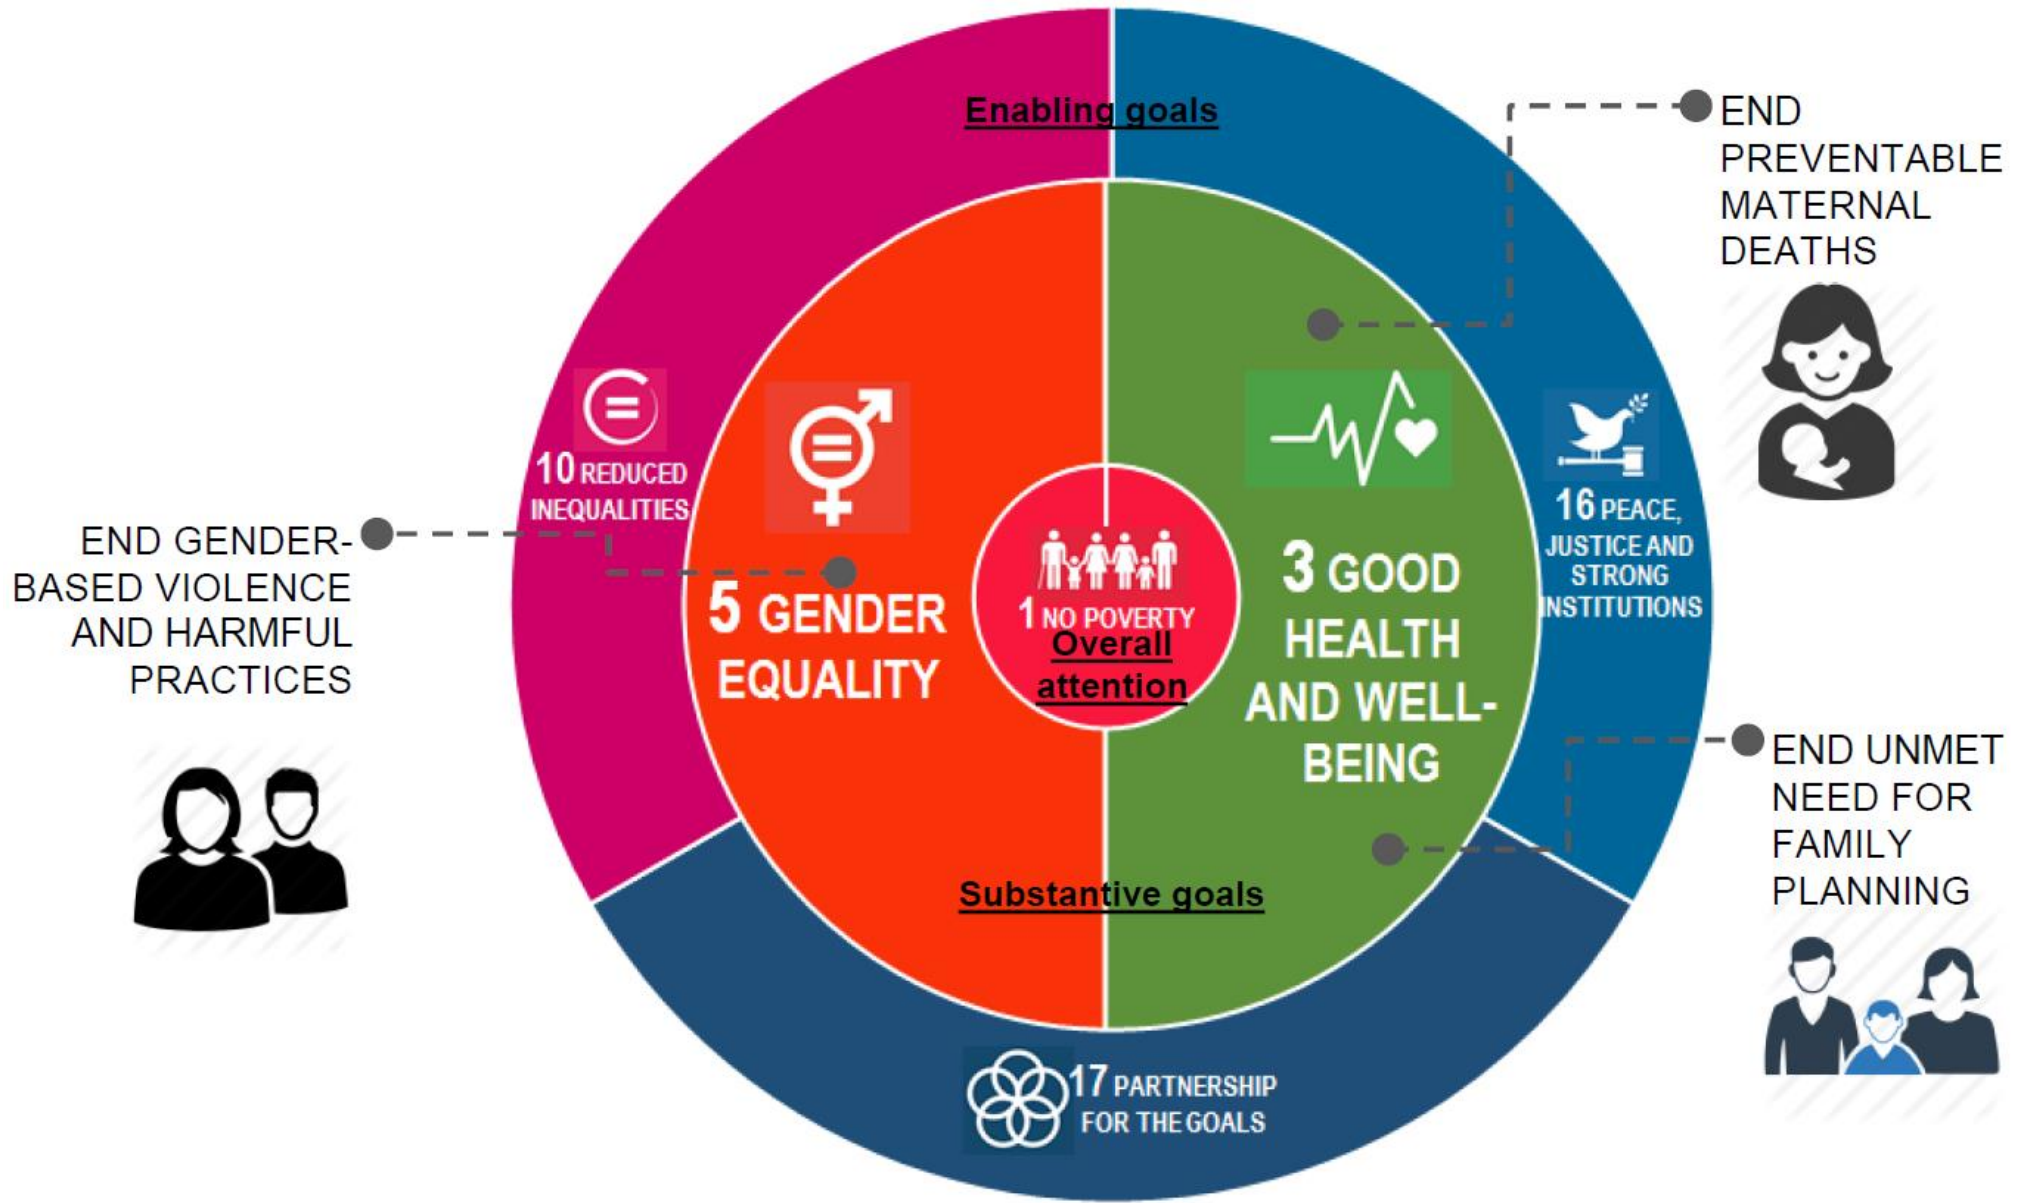 Enabling goals
END
PREVENTABLE
MATERNAL
DEATHS
10 REDUCED
INEQUALITIES
16 PEACE,
JUSTICE AND
STRONG
INSTITUTIONS
END GENDER-
BASED VIOLENCE
AND HARMFUL
PRACTICES
5 GENDER
EQUALITY
1 NO POVERTY
Overall
attention
3 GOOD
HEALTH
AND WELL-
BEING
END UNMET
NEED FOR
FAMILY
PLANNING
Substantive goals
17 PARTNERSHIP
FOR THE GOALS